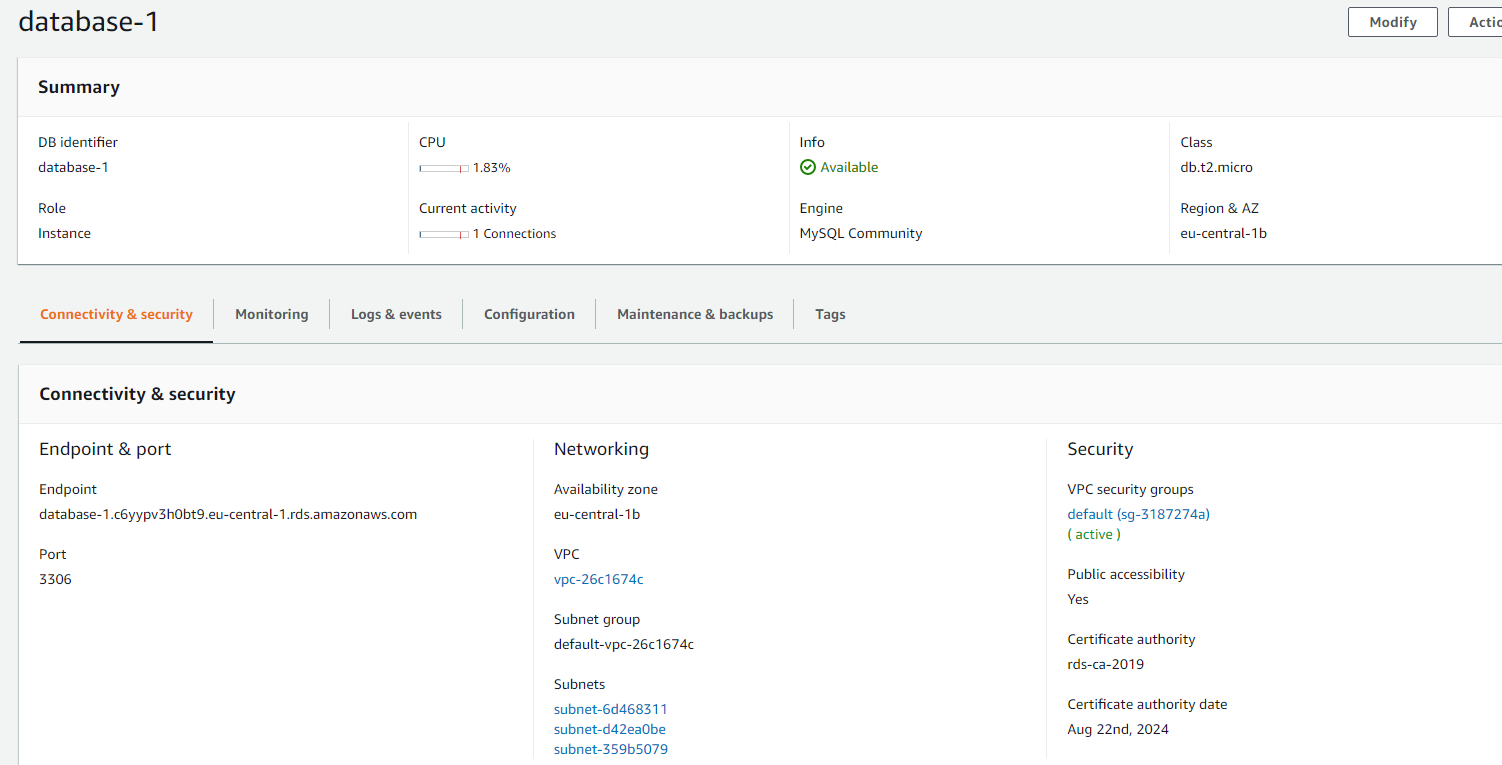 database-1
Modify
Actio
Summary
DB identifier
database-1
CPU
1.83%
Info
Available
Class
db.t2.micro
Role
Instance
Current activity
1 Connections
Engine
MySQL Community
Region & AZ
eu-central-1b
Connectivity & security
Monitoring
Logs & events
Configuration
Maintenance & backups
Tags
Connectivity & security
Endpoint & port
Endpoint
database-1.c6yypv3h0bt9.eu-central-1.rds.amazonaws.com
Port
3306
Networking
Availability zone
eu-central-1b
VPC
vpc-26c1674c
Subnet group
default-vpc-26c1674c
Subnets
subnet-6d468311
subnet-d42ea0be
subnet-359b5079
Security
VPC security groups
default (sg-3187274a)
( active )
Public accessibility
Yes
Certificate authority
rds-ca-2019
Certificate authority date
Aug 22nd, 2024